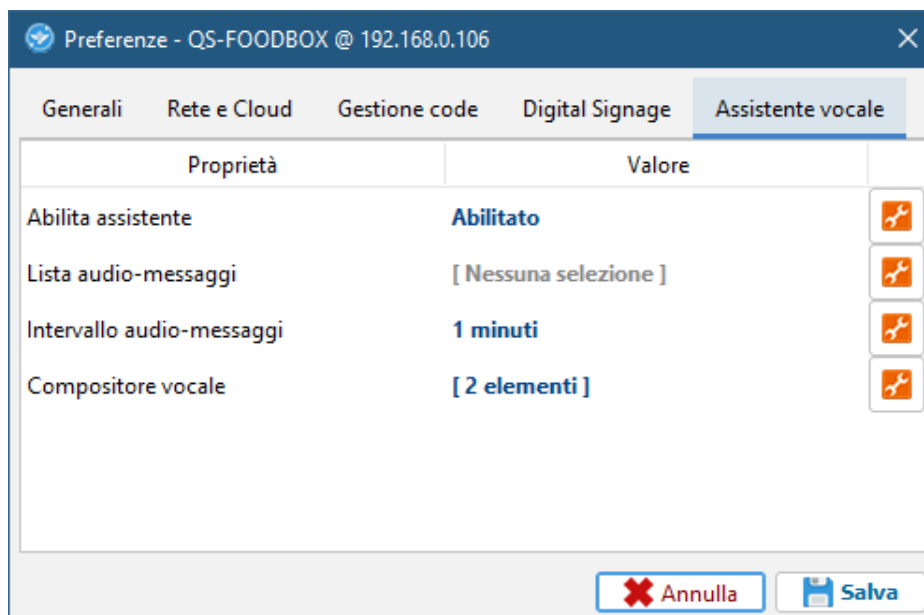 Preferenze - QS-FOODBOX @ 192.168.0.106
Generali Rete e Cloud Gestione code Digital Signage Assistente vocale
Proprietà Valore
Abilita assistente Abilitato
Lista audio-messaggi [ Nessuna selezione ]
Intervallo audio-messaggi 1 minuti
Compositore vocale [ 2 elementi ]
Annulla Salva